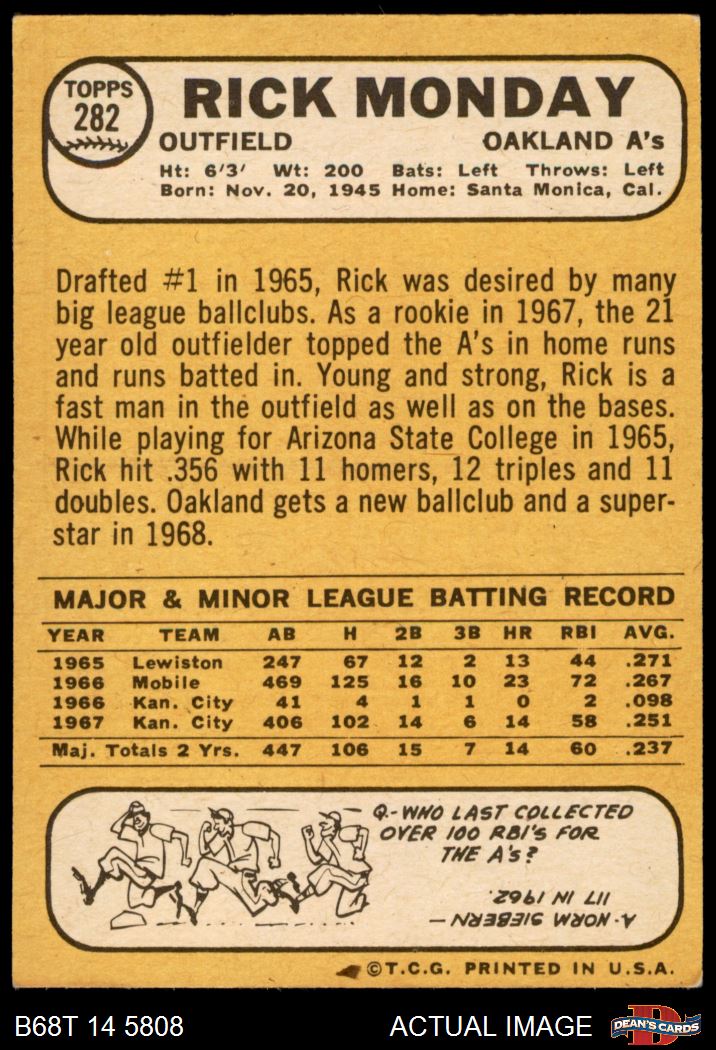 TOPPS
282
RICK MONDAY
OUTFIELD OAKLAND A's
Ht: 6'3' Wt: 200 Bats: Left Throws: Left
Born: Nov. 20, 1945 Home: Santa Monica, Cal.
Drafted #1 in 1965, Rick was desired by many
big league ballclubs. As a rookie in 1967, the 21
year old outfielder topped the A's in home runs
and runs batted in. Young and strong, Rick is a
fast man in the outfield as well as on the bases.
While playing for Arizona State College in 1965,
Rick hit .356 with 11 homers, 12 triples and 11
doubles. Oakland gets a new ballclub and a super-
star in 1968.
MAJOR & MINOR LEAGUE BATTING RECORD
YEAR TEAM AB H 2B 3B HR RBI AVG.
1965 Lewiston 247 67 12 2 13 44 .271
1966 Mobile 469 125 16 10 23 72 .267
1966 Kan. City 41 4 1 1 0 2 .098
1967 Kan. City 406 102 14 6 14 58 .251
Maj. Totals 2 Yrs. 447 106 15 7 14 60 .237
Q.-WHO LAST COLLECTED
OVER 100 RBI'S FOR
THE A's?
A-NORM SIEBERN –
117 IN 1962.
©T.C.G. PRINTED IN U.S.A.
B68T 14 5808 ACTUAL IMAGE
D
DEAN'S CARDS